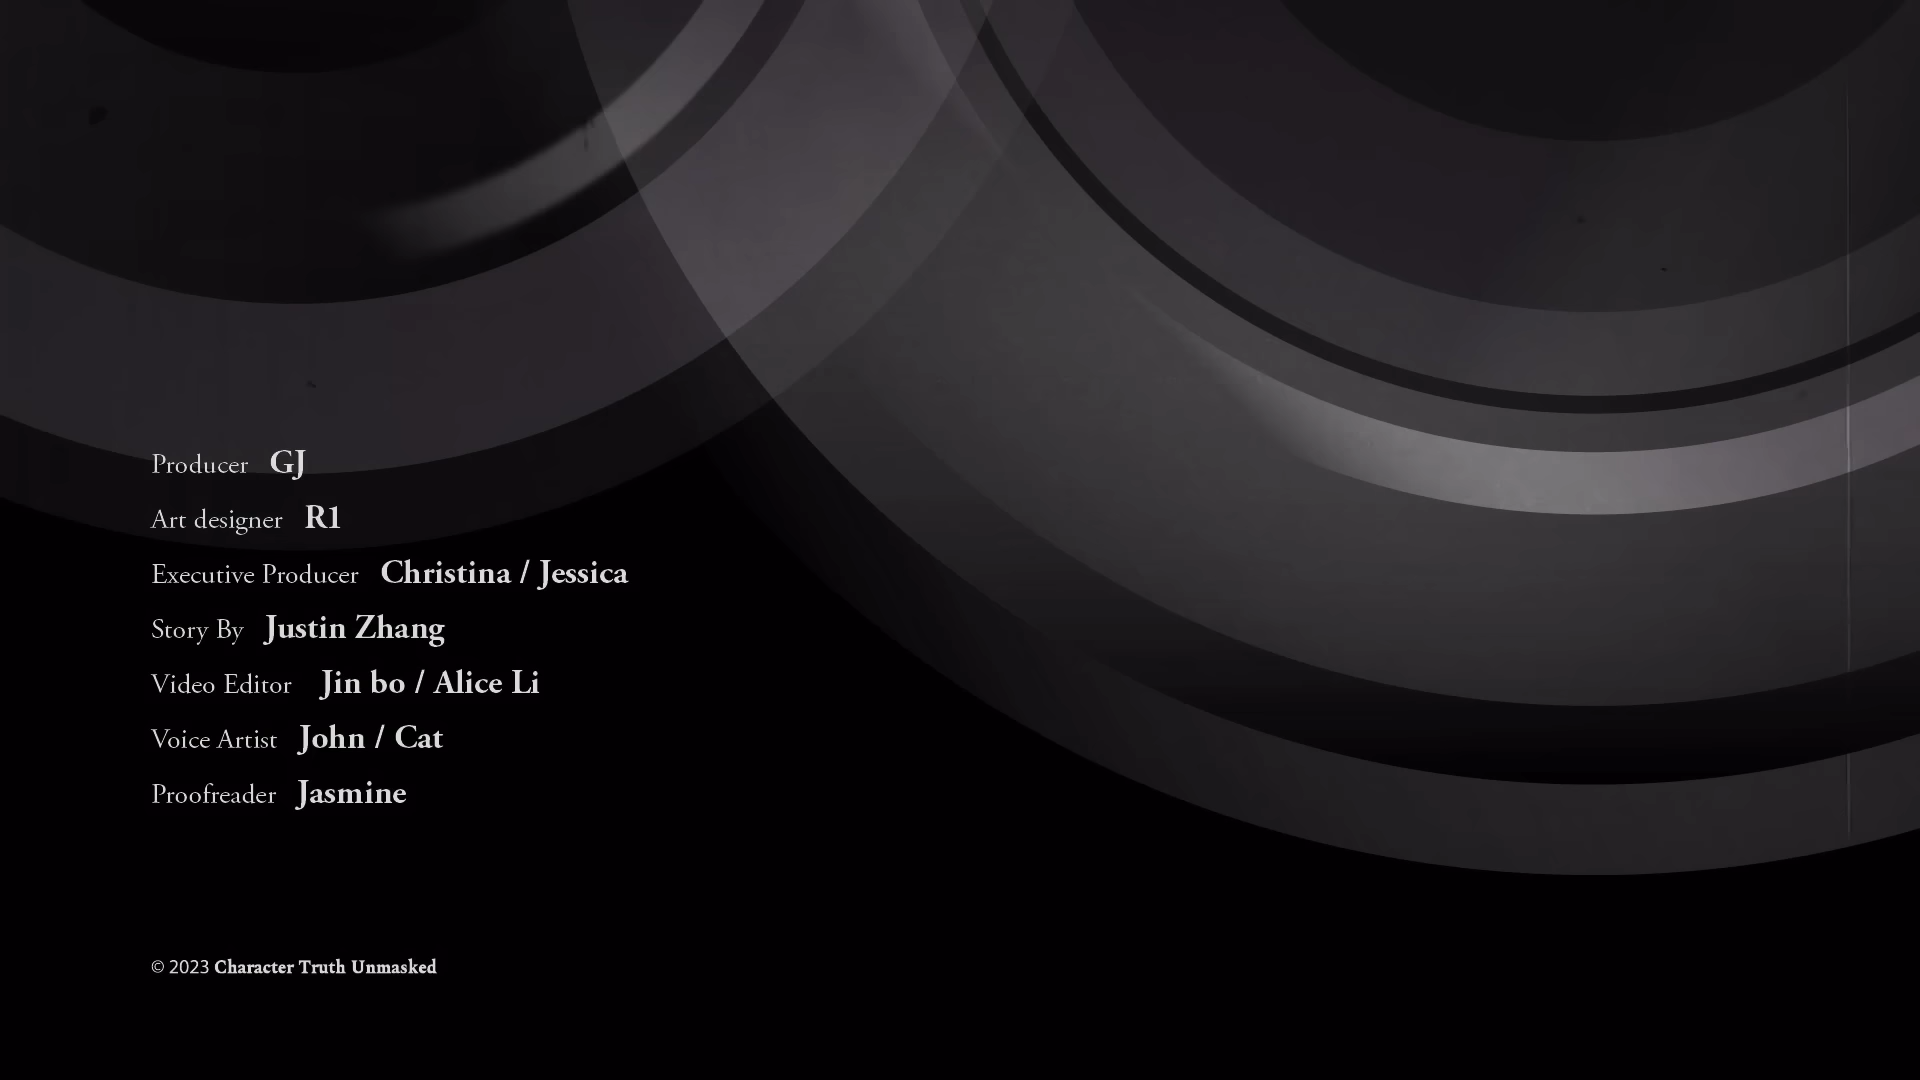 Producer GJ
Art designer R1
Executive Producer Christina / Jessica
Story By Justin Zhang
Video Editor Jin bo / Alice Li
Voice Artist John / Cat
Proofreader Jasmine
© 2023 Character Truth Unmasked